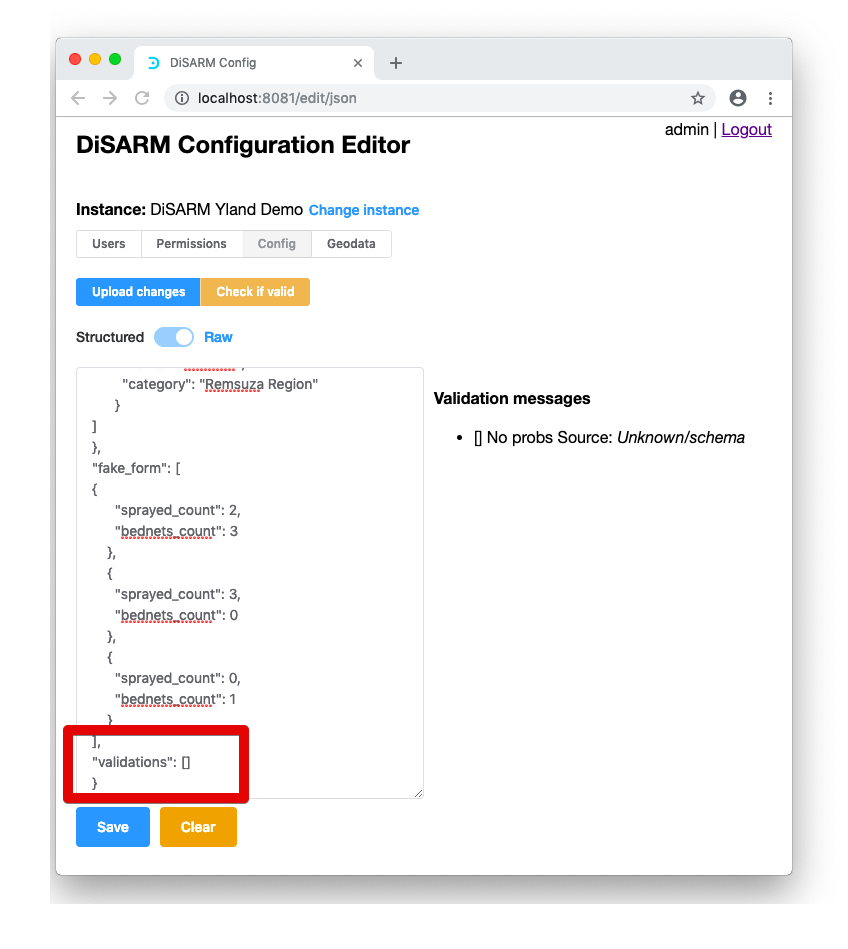 DiSARM Config
localhost:8081/edit/json
admin | Logout
DiSARM Configuration Editor
Instance: DiSARM Yland Demo Change instance
Users Permissions Config Geodata
Upload changes Check if valid
Structured Raw
"category": "Remsuza Region"
}
]
},
"fake_form": [
{
"sprayed_count": 2,
"bednets_count": 3
},
{
"sprayed_count": 3,
"bednets_count": 0
},
{
"sprayed_count": 0,
"bednets_count": 1
}
],
"validations": []
}
Validation messages
• [] No probs Source: Unknown/schema
Save Clear